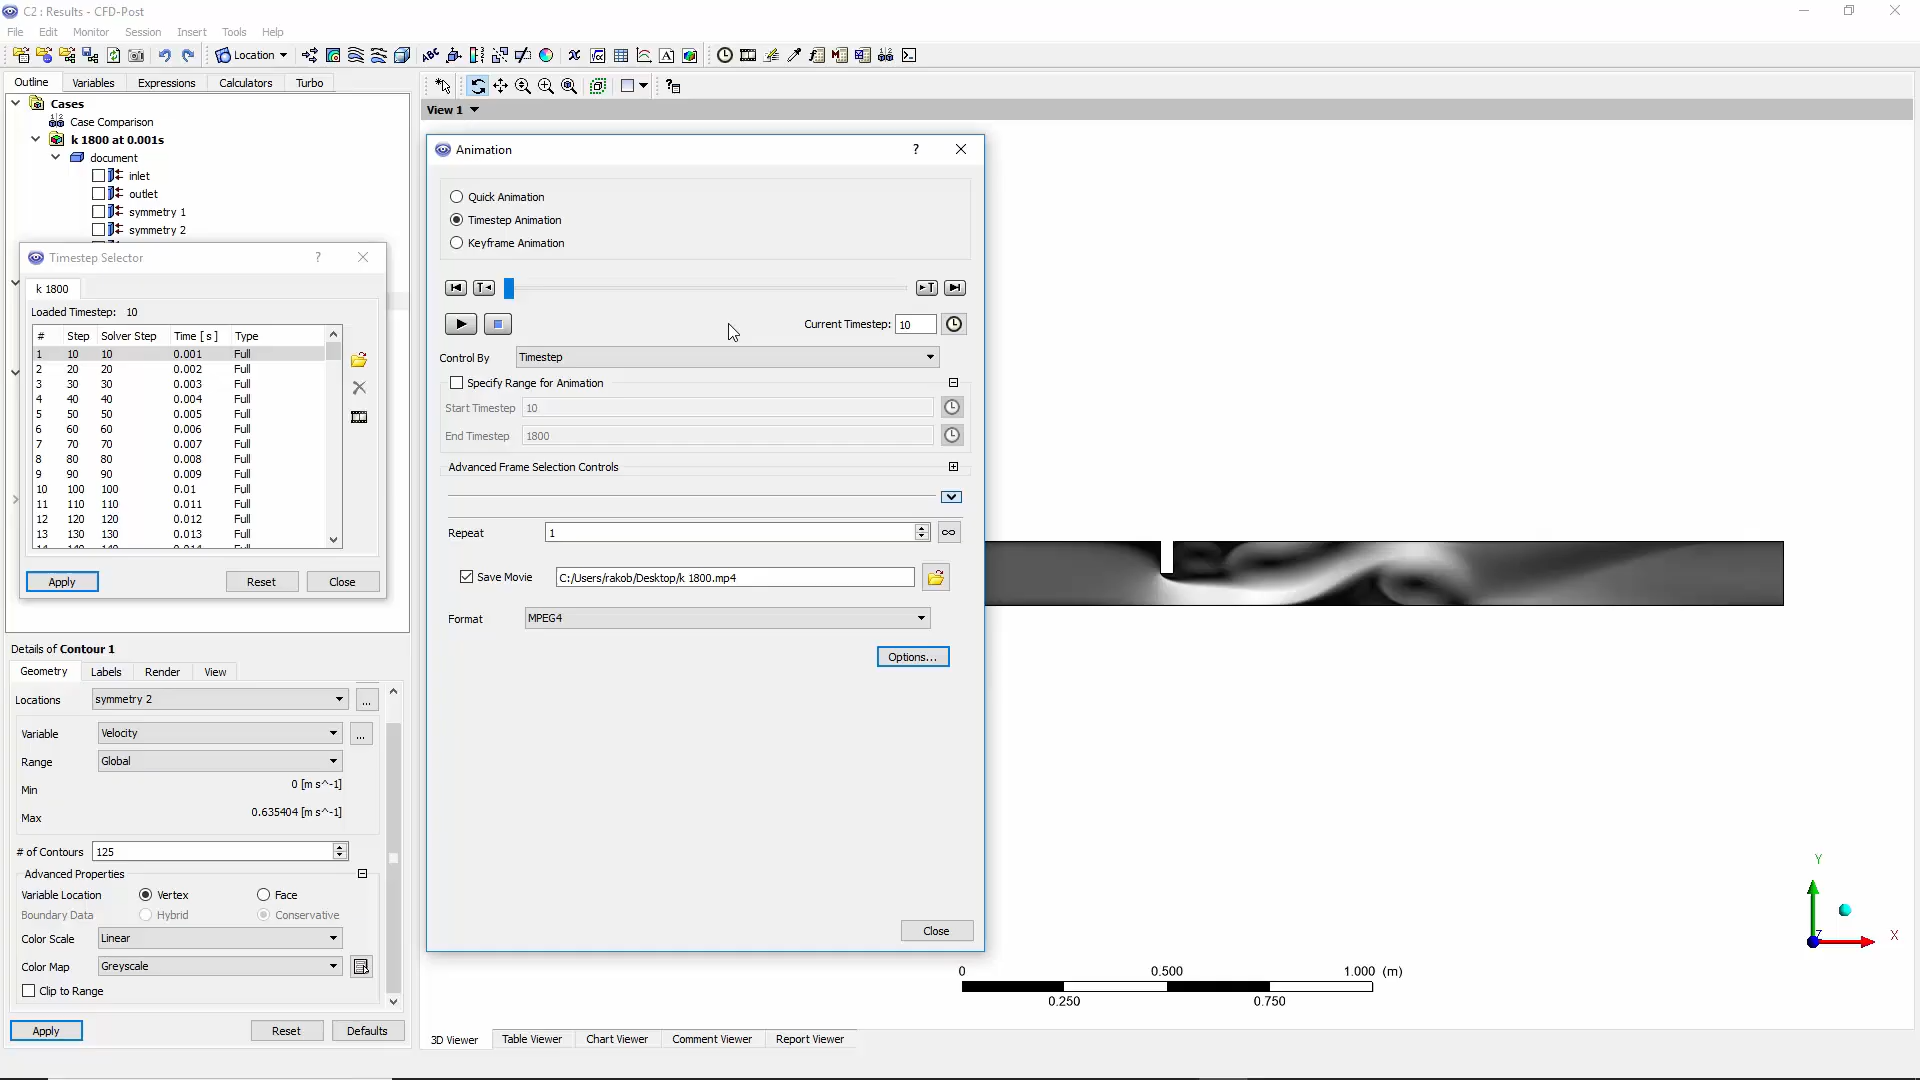 C2 : Results - CFD-Post
File Edit Monitor Session Insert Tools Help
Location
Outline Variables Expressions Calculators Turbo
View 1
Cases
Case Comparison
k 1800 at 0.001s
document
inlet
outlet
symmetry 1
symmetry 2
Timestep Selector ?
k 1800
Loaded Timestep: 10
# Step Solver Step Time [ s ] Type
1 10 10 0.001 Full
2 20 20 0.002 Full
3 30 30 0.003 Full
4 40 40 0.004 Full
5 50 50 0.005 Full
6 60 60 0.006 Full
7 70 70 0.007 Full
8 80 80 0.008 Full
9 90 90 0.009 Full
10 100 100 0.01 Full
11 110 110 0.011 Full
12 120 120 0.012 Full
13 130 130 0.013 Full
14 140 140 0.014 Full
Apply Reset Close
Details of Contour 1
Geometry Labels Render View
Locations symmetry 2 ...
Variable Velocity ...
Range Global
Min 0 [m s^-1]
Max 0.635404 [m s^-1]
# of Contours 125
Advanced Properties
Variable Location Vertex Face
Boundary Data Hybrid Conservative
Color Scale Linear
Color Map Greyscale
Clip to Range
Apply Reset Defaults
Animation ?
Quick Animation
Timestep Animation
Keyframe Animation
Current Timestep: 10
Control By Timestep
Specify Range for Animation
Start Timestep 10
End Timestep 1800
Advanced Frame Selection Controls
Repeat 1 ∞
Save Movie C:/Users/rakob/Desktop/k 1800.mp4
Format MPEG4
Options...
Close
Y
Z
X
0 0.500 1.000 (m)
0.250 0.750
3D Viewer Table Viewer Chart Viewer Comment Viewer Report Viewer